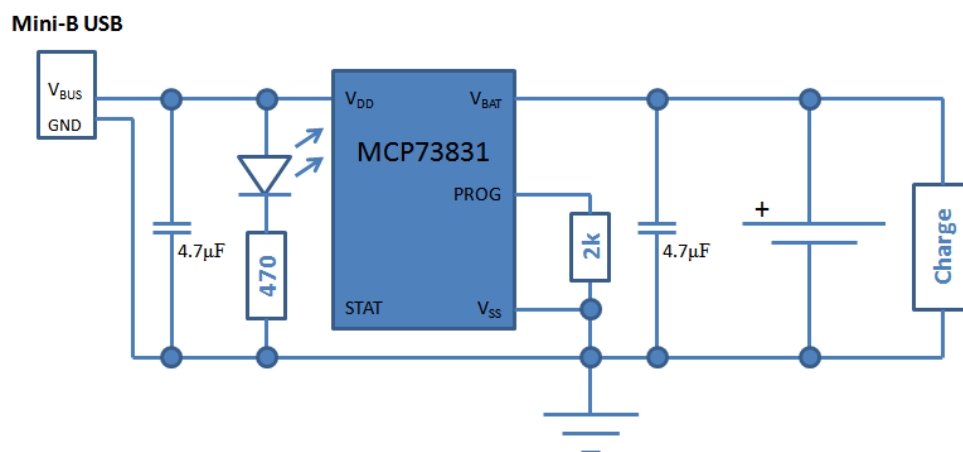 Mini-B USB
VBUS
GND
VDD
VBAT
MCP73831
PROG
STAT
VSS
4.7μF
470
2k
4.7μF
+
Charge